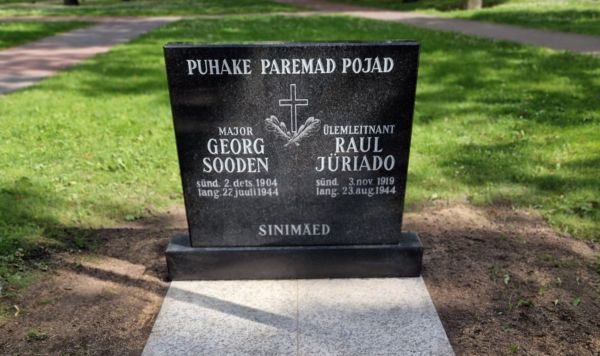 PUHAKE PAREMAD POJAD
MAJOR
GEORG
SOODEN
sünd. 2. dets. 1904
lang. 27. juuli 1944
ÜLEMLEITNANT
RAUL
JÜRIADO
sünd. 3. nov. 1919
lang. 23. aug. 1944
SINIMÄED